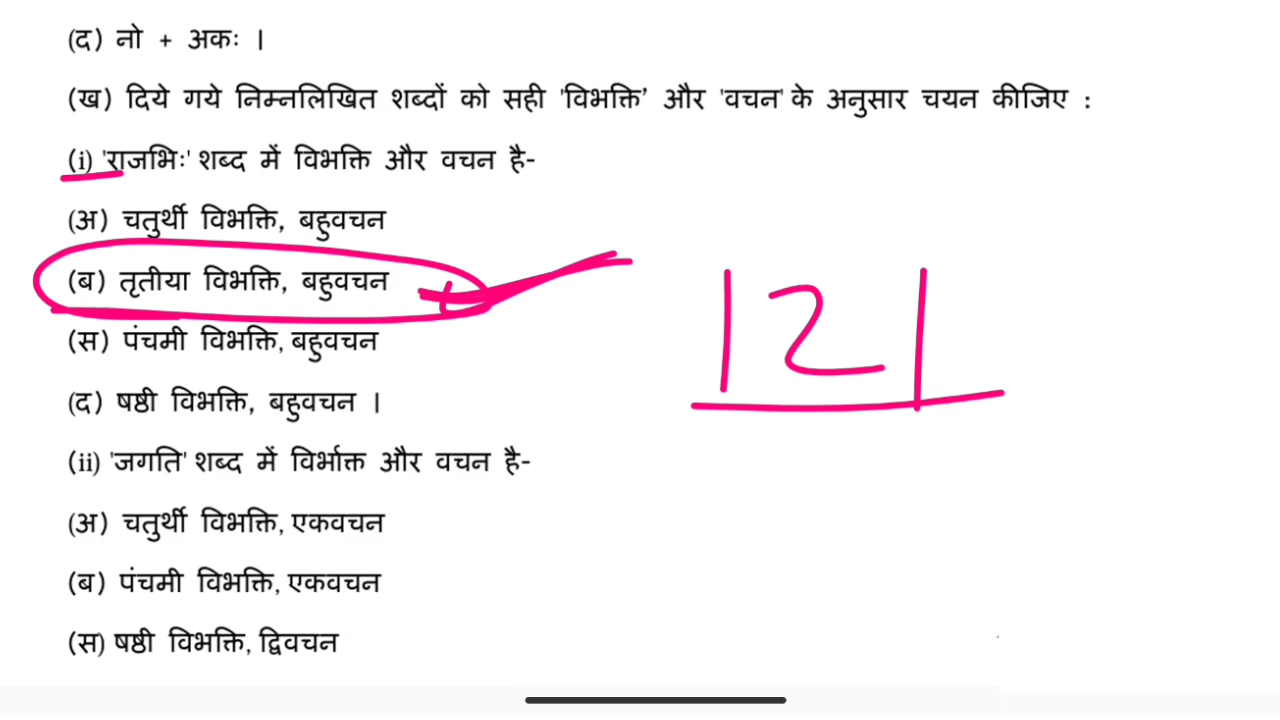 (द) नो + अकः ।
(ख) दिये गये निम्नलिखित शब्दों को सही 'विभक्ति’ और 'वचन' के अनुसार चयन कीजिए :
(i) 'राजभिः' शब्द में विभक्ति और वचन है-
(अ) चतुर्थी विभक्ति, बहुवचन
(ब) तृतीया विभक्ति, बहुवचन
121
(स) पंचमी विभक्ति, बहुवचन
(द) षष्ठी विभक्ति, बहुवचन ।
(ii) 'जगति' शब्द में विर्भाक्त और वचन है-
(अ) चतुर्थी विभक्ति, एकवचन
(ब) पंचमी विभक्ति, एकवचन
(स) षष्ठी विभक्ति, द्विवचन